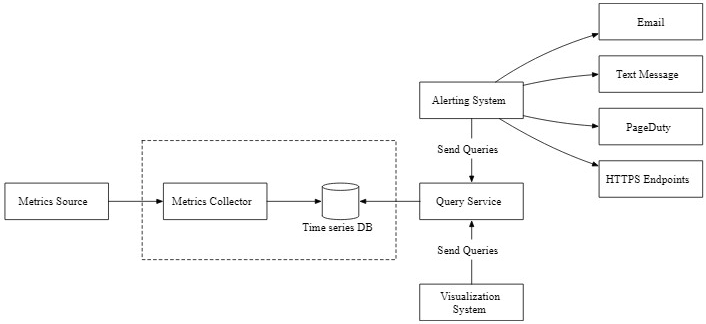 Email
Text Message
Alerting System
PageDuty
Send Queries
HTTPS Endpoints
Metrics Source
Metrics Collector
Query Service
Time series DB
Send Queries
Visualization
System